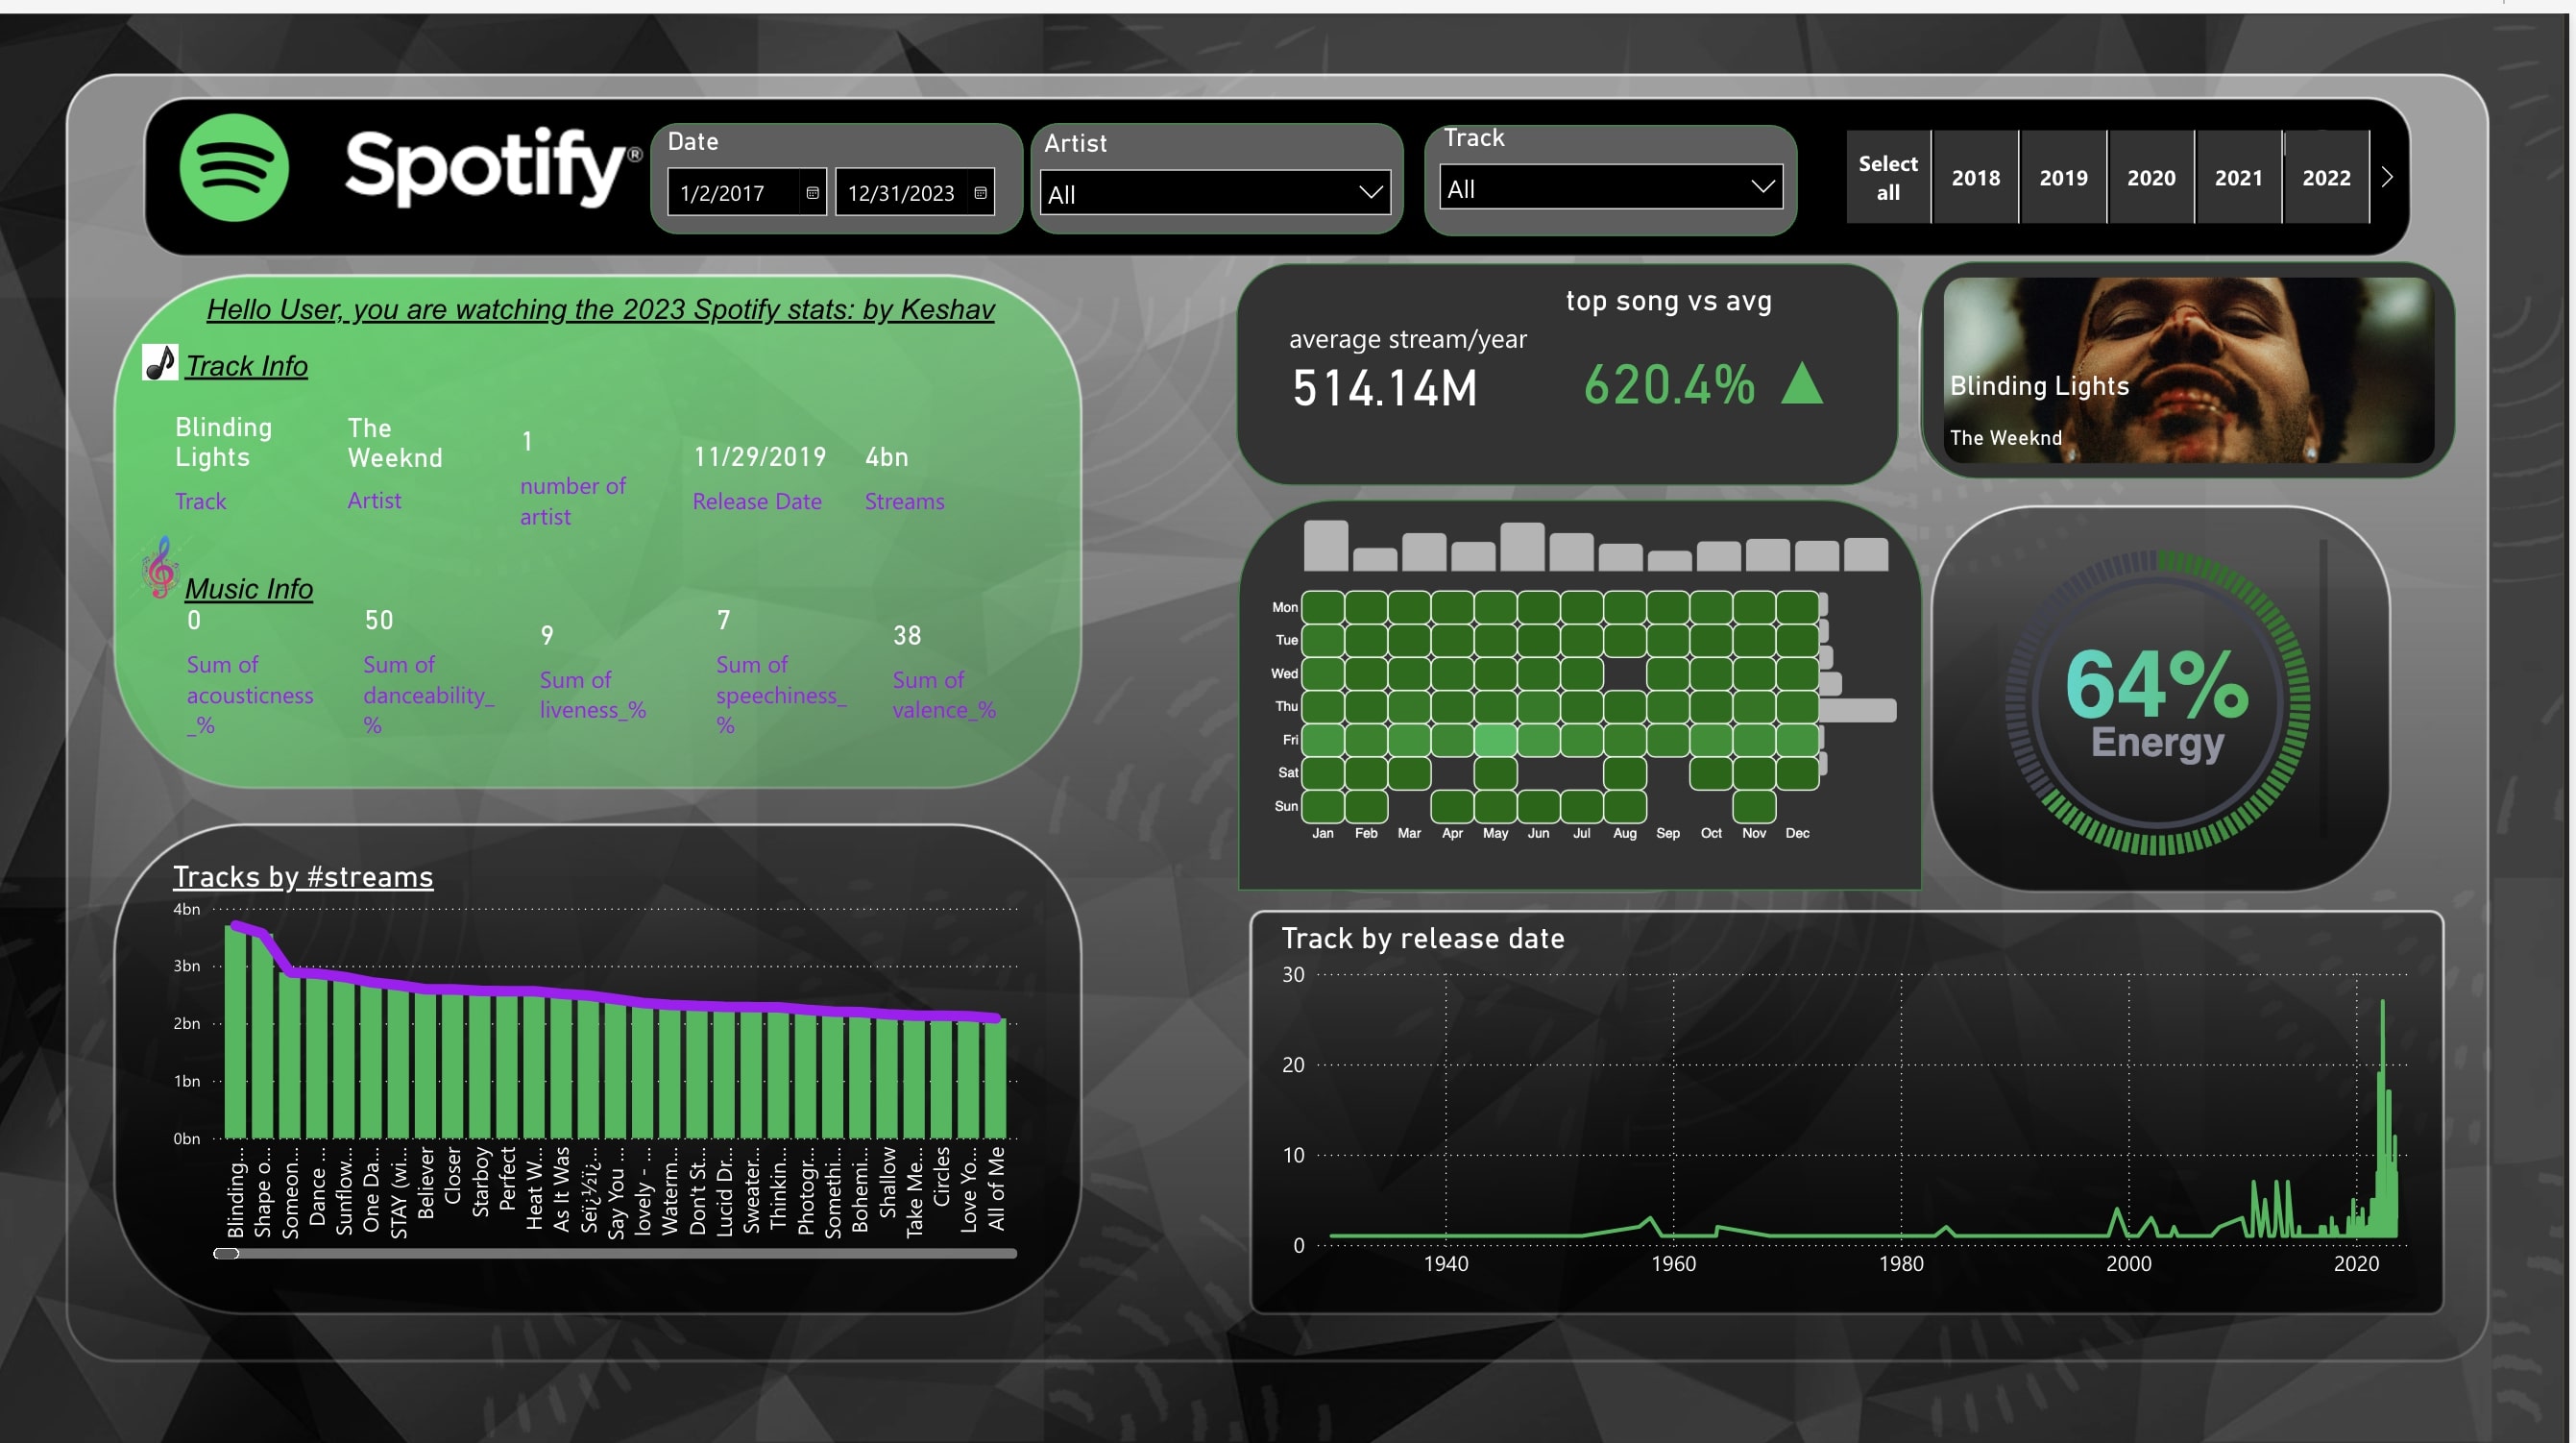 Spotify®
Date
1/2/2017
12/31/2023
Artist
All
Track
All
Select
all
2018
2019
2020
2021
2022
Hello User, you are watching the 2023 Spotify stats: by Keshav
Track Info
Blinding
Lights
Track
The
Weeknd
Artist
1
number of
artist
11/29/2019
Release Date
4bn
Streams
Music Info
0
Sum of
acousticness
_%
50
Sum of
danceability_
%
9
Sum of
liveness_%
7
Sum of
speechiness_
%
38
Sum of
valence_%
average stream/year
514.14M
top song vs avg
620.4%
Blinding Lights
The Weeknd
Mon
Tue
Wed
Thu
Fri
Sat
Sun
Jan
Feb
Mar
Apr
May
Jun
Jul
Aug
Sep
Oct
Nov
Dec
64%
Energy
Tracks by #streams
4bn
3bn
2bn
1bn
0bn
Blinding...
Shape o...
Someon...
Dance ...
Sunflow...
One Da...
STAY (wi...
Believer
Closer
Starboy
Perfect
Heat W...
As It Was
Seï¿½ï¿...
Say You ...
lovely - ...
Waterm...
Don't St...
Lucid Dr...
Sweater...
Thinkin...
Photogr...
Somethi...
Bohemi...
Shallow
Take Me...
Circles
Love Yo...
All of Me
Track by release date
30
20
10
0
1940
1960
1980
2000
2020